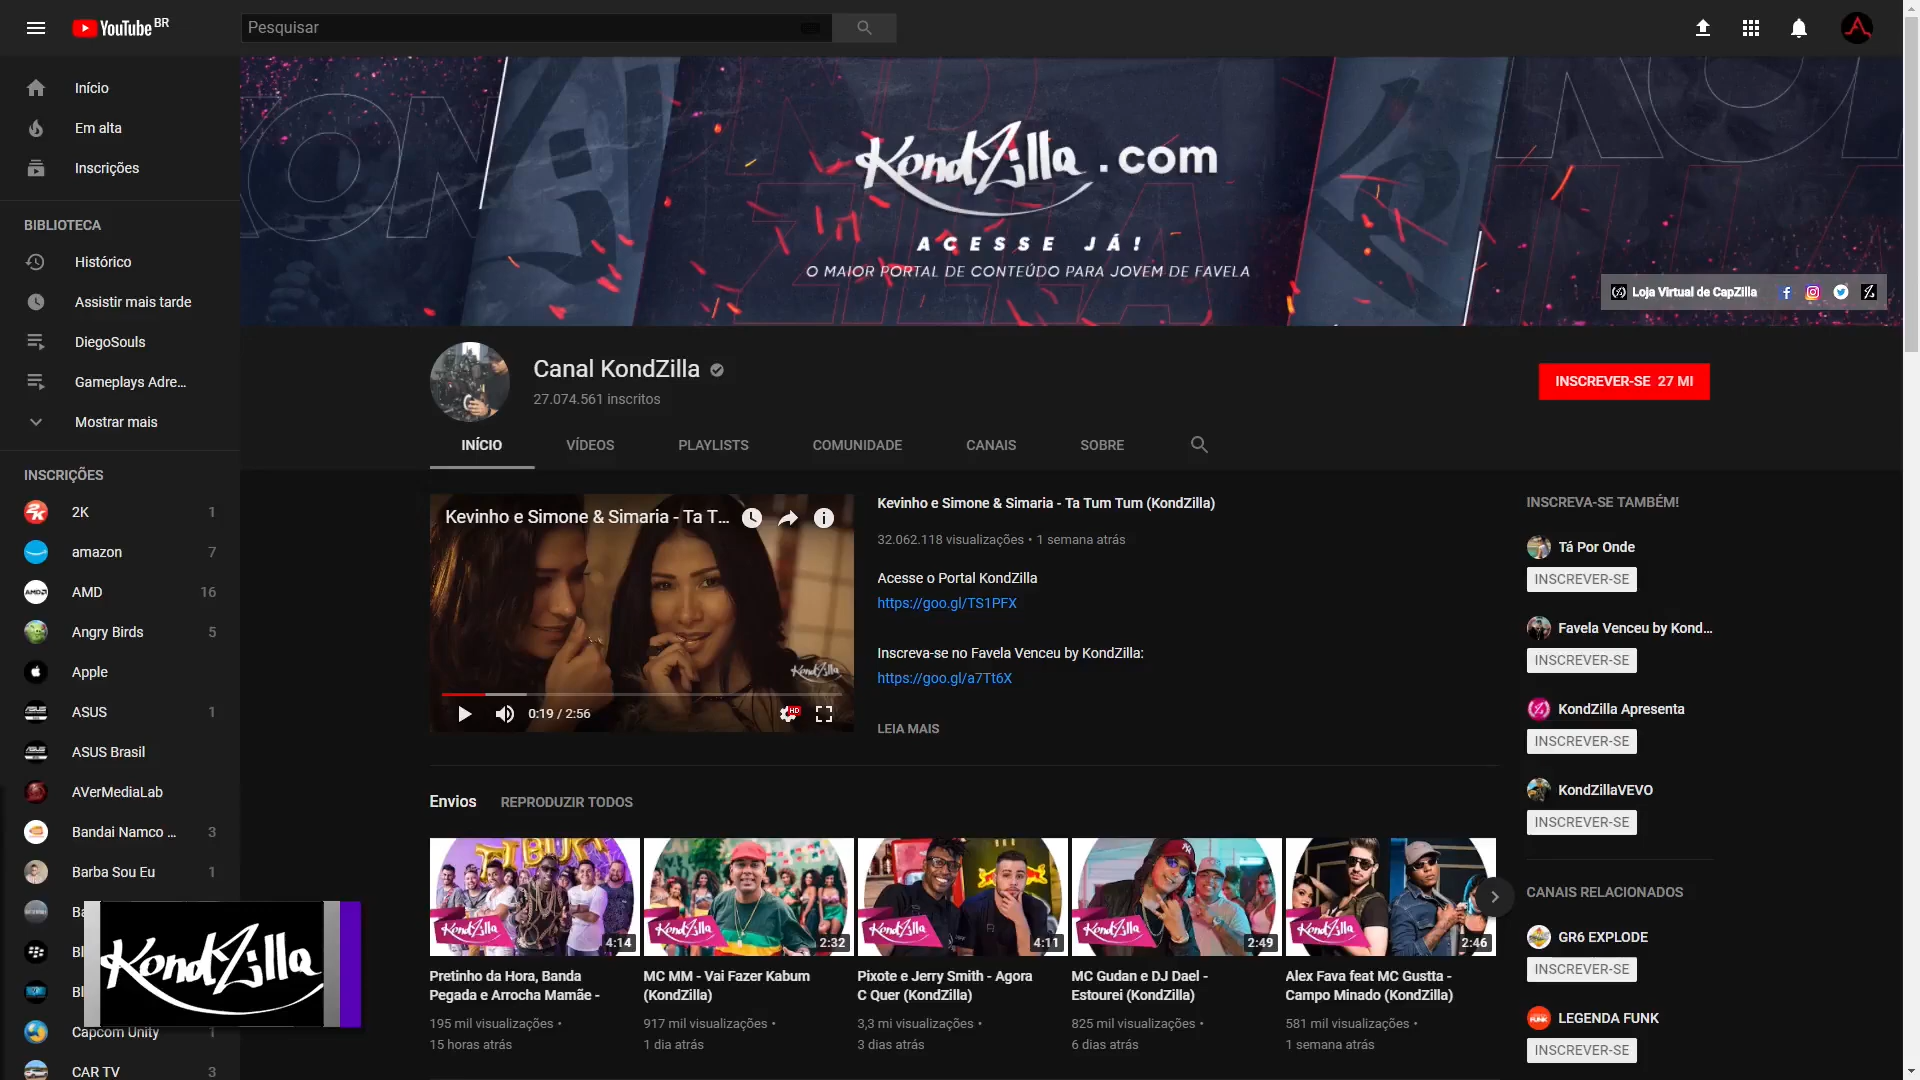 YouTube BR
Pesquisar
Início
Em alta
Inscrições
BIBLIOTECA
Histórico
Assistir mais tarde
DiegoSouls
Gameplays Adre...
Mostrar mais
INSCRIÇÕES
2K 1
amazon 7
AMD 16
Angry Birds 5
Apple
ASUS 1
ASUS Brasil
AVerMediaLab
Bandai Namco ... 3
Barba Sou Eu 1
Bl
Bl
Capcom Unity 1
CAR TV 3
KondZilla
KondZilla.com
ACESSE JÁ!
O MAIOR PORTAL DE CONTEÚDO PARA JOVEM DE FAVELA
Loja Virtual de CapZilla
Canal KondZilla
27.074.561 inscritos
INSCREVER-SE 27 MI
INÍCIO VÍDEOS PLAYLISTS COMUNIDADE CANAIS SOBRE
Kevinho e Simone & Simaria - Ta T...
KondZilla
0:19 / 2:56
HD
Kevinho e Simone & Simaria - Ta Tum Tum (KondZilla)
32.062.118 visualizações • 1 semana atrás
Acesse o Portal KondZilla
https://goo.gl/TS1PFX
Inscreva-se no Favela Venceu by KondZilla:
https://goo.gl/a7Tt6X
LEIA MAIS
Envios REPRODUZIR TODOS
KondZilla
4:14
Pretinho da Hora, Banda
Pegada e Arrocha Mamãe -
195 mil visualizações •
15 horas atrás
KondZilla
2:32
MC MM - Vai Fazer Kabum
(KondZilla)
917 mil visualizações •
1 dia atrás
KondZilla
4:11
Pixote e Jerry Smith - Agora
C Quer (KondZilla)
3,3 mi visualizações •
3 dias atrás
KondZilla
2:49
MC Gudan e DJ Dael -
Estourei (KondZilla)
825 mil visualizações •
6 dias atrás
KondZilla
2:46
Alex Fava feat MC Gustta -
Campo Minado (KondZilla)
581 mil visualizações •
1 semana atrás
INSCREVA-SE TAMBÉM!
Tá Por Onde
INSCREVER-SE
Favela Venceu by Kond...
INSCREVER-SE
KondZilla Apresenta
INSCREVER-SE
KondZillaVEVO
INSCREVER-SE
CANAIS RELACIONADOS
GR6 EXPLODE
INSCREVER-SE
LEGENDA FUNK
INSCREVER-SE